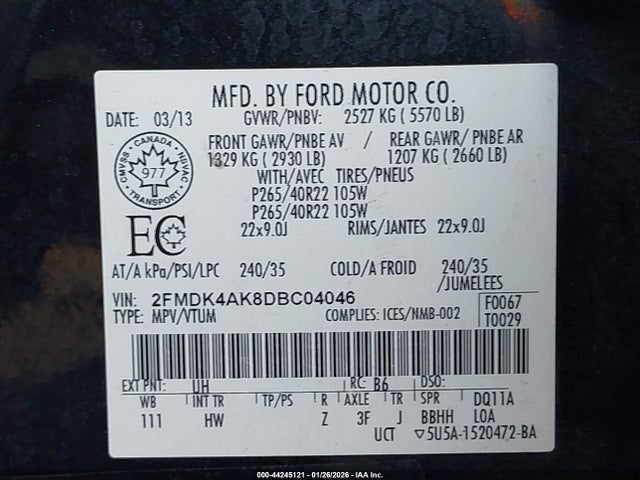 MFD. BY FORD MOTOR CO.
DATE: 03/13 GVWR/PNBV: 2527 KG ( 5570 LB)
FRONT GAWR/PNBE AV / REAR GAWR/ PNBE AR
1329 KG ( 2930 LB) 1207 KG ( 2660 LB)
WITH/AVEC TIRES/PNEUS
P265/40R22 105W
P265/40R22 105W
22x9.0J RIMS/JANTES 22x9.0J
CANADA
CMVSS NSVAC
977
TRANSPORT
EC
AT/A kPa/PSI/LPC 240/35 COLD/A FROID 240/35
/JUMELEES
VIN: 2FMDK4AK8DBC04046 F0067
TYPE: MPV/VTUM COMPLIES: ICES/NMB-002 T0029
EXT PNT: UH RC: B6 DSO:
WB INT TR TP/PS R AXLE TR SPR DQ11A
111 HW Z 3F J BBHH L0A
UCT ▽5U5A-1520472-BA
000-44245121 - 01/26/2026 - IAA Inc.